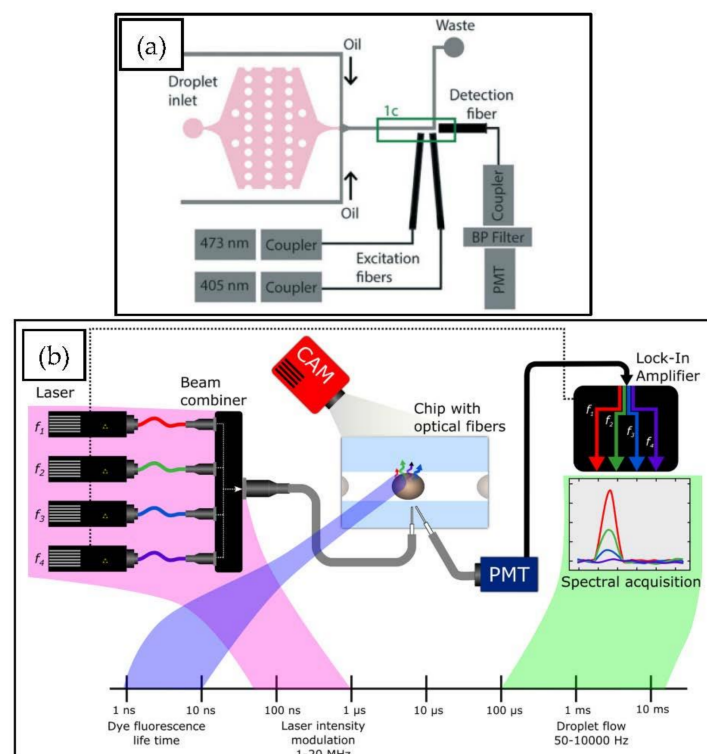 (a)
Oil
Waste
Droplet
inlet
1c
Detection
fiber
Oil
Coupler
BP Filter
PMT
473 nm
Coupler
Excitation
fibers
405 nm
Coupler
(b)
Laser
Beam
combiner
CAM
Chip with
optical fibers
Lock-In
Amplifier
f1
f2
f3
f4
f1
f2
f3
f4
PMT
Spectral acquisition
1 ns
10 ns
100 ns
1 µs
10 µs
100 µs
1 ms
10 ms
Dye fluorescence
life time
Laser intensity
modulation
1-20 MHz
Droplet flow
50-10000 Hz